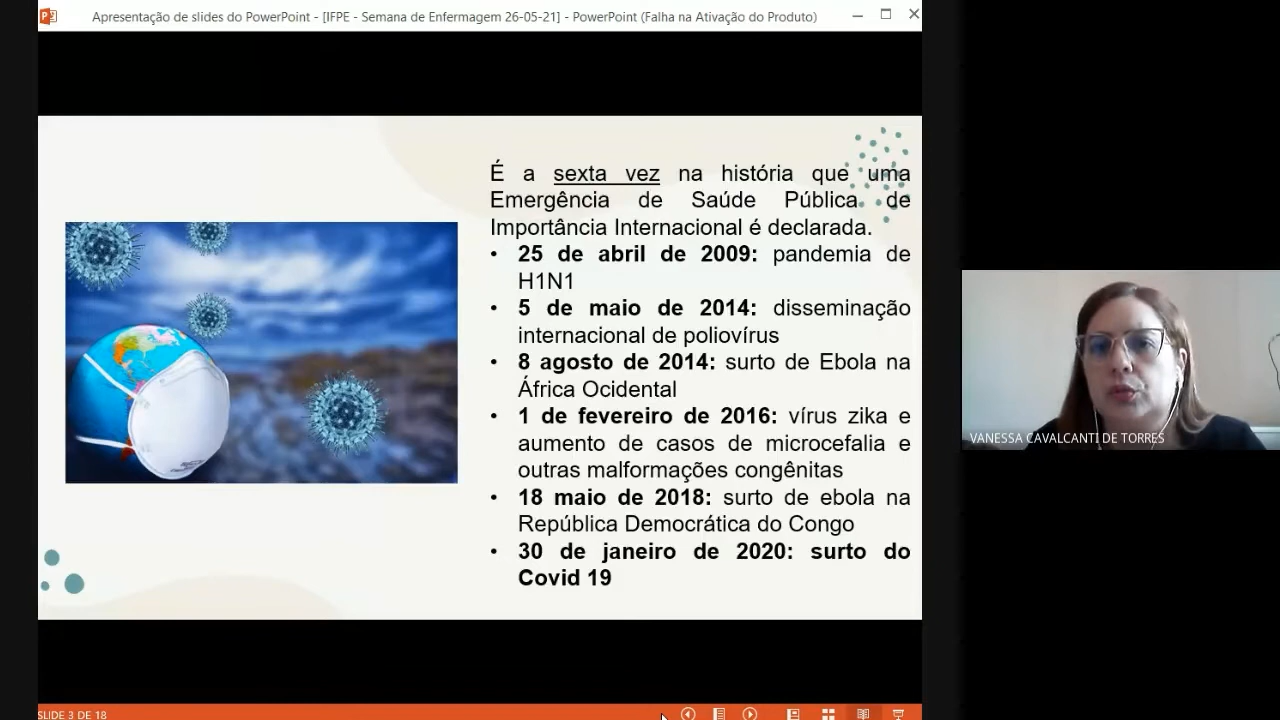 Apresentação de slides do PowerPoint - [IFPE - Semana de Enfermagem 26-05-21] - PowerPoint (Falha na Ativação do Produto)
É a sexta vez na história que uma
Emergência de Saúde Pública de
Importância Internacional é declarada.
• 25 de abril de 2009: pandemia de
H1N1
• 5 de maio de 2014: disseminação
internacional de poliovírus
• 8 agosto de 2014: surto de Ebola na
África Ocidental
• 1 de fevereiro de 2016: vírus zika e
aumento de casos de microcefalia e
outras malformações congênitas
• 18 maio de 2018: surto de ebola na
República Democrática do Congo
• 30 de janeiro de 2020: surto do
Covid 19
VANESSA CAVALCANTI DE TORRES
SLIDE 3 DE 18